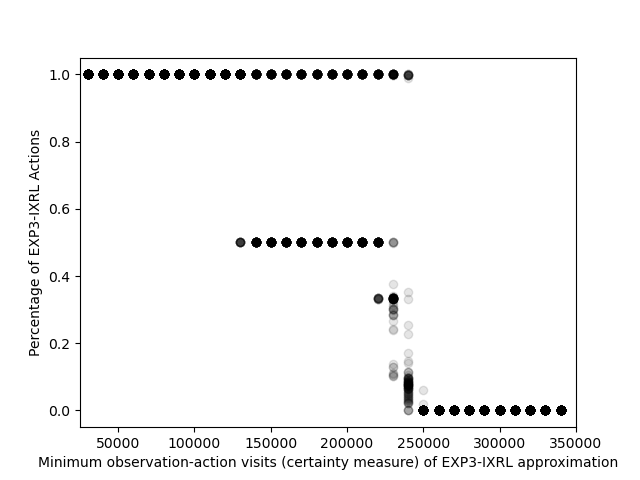 Percentage of EXP3-IXRL Actions
1.0
0.8
0.6
0.4
0.2
0.0
50000 100000 150000 200000 250000 300000 350000
Minimum observation-action visits (certainty measure) of EXP3-IXRL approximation